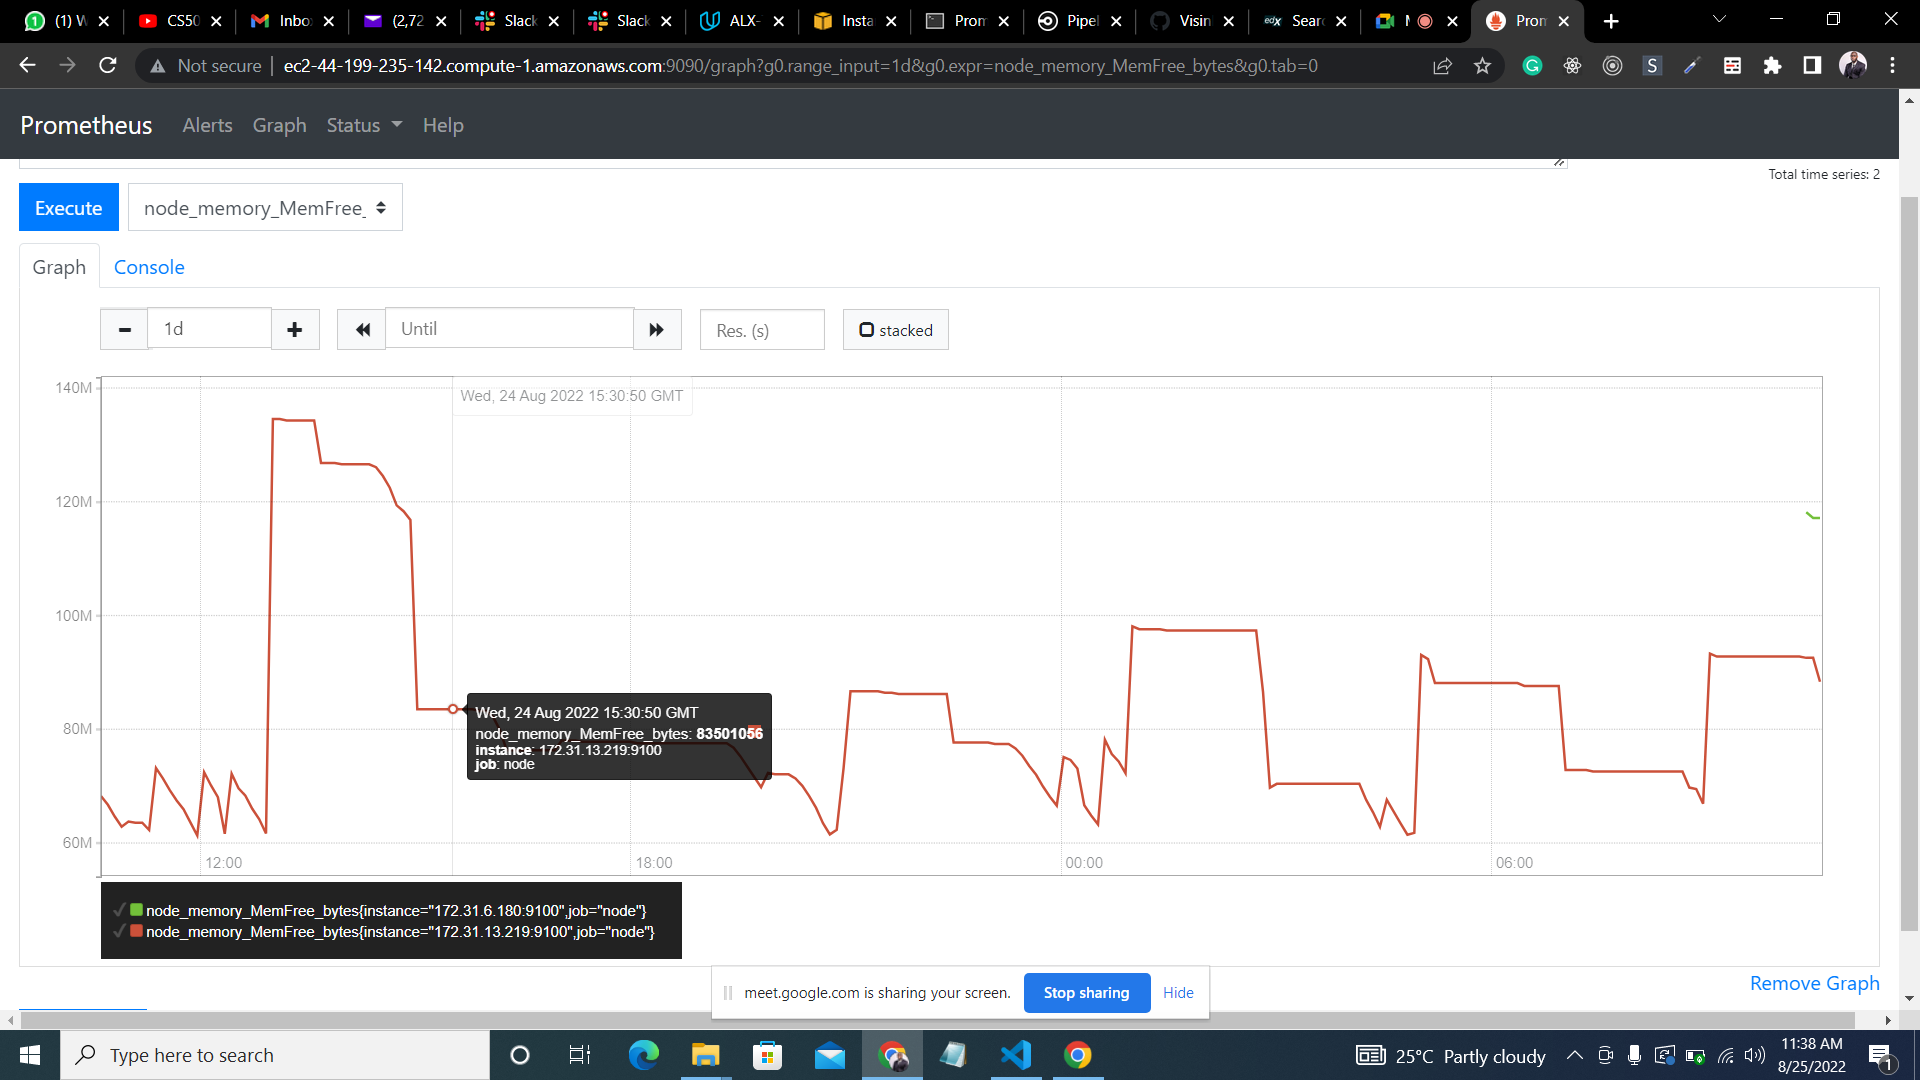 (1) W
CS50
Inbo
(2,72
Slack
Slack
ALX-
Insta
Prom
Pipel
Visin
edX Sear
M
Prom
Not secure | ec2-44-199-235-142.compute-1.amazonaws.com:9090/graph?g0.range_input=1d&g0.expr=node_memory_MemFree_bytes&g0.tab=0
Prometheus Alerts Graph Status Help
Total time series: 2
Execute node_memory_MemFree_
Graph Console
1d Until Res. (s) stacked
140M
Wed, 24 Aug 2022 15:30:50 GMT
120M
100M
80M
Wed, 24 Aug 2022 15:30:50 GMT
node_memory_MemFree_bytes: 83501056
instance: 172.31.13.219:9100
job: node
60M
12:00 18:00 00:00 06:00
node_memory_MemFree_bytes{instance="172.31.6.180:9100",job="node"}
node_memory_MemFree_bytes{instance="172.31.13.219:9100",job="node"}
Remove Graph
meet.google.com is sharing your screen. Stop sharing Hide
Type here to search
25°C Partly cloudy
11:38 AM
8/25/2022
1